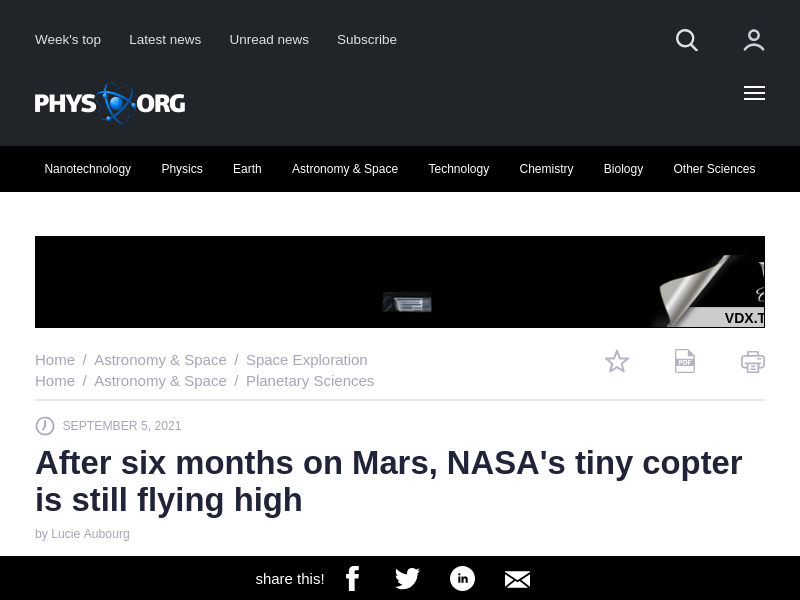 Week's top Latest news Unread news Subscribe
PHYS ORG
Nanotechnology Physics Earth Astronomy & Space Technology Chemistry Biology Other Sciences
VDX.T
Home / Astronomy & Space / Space Exploration
PDF
Home / Astronomy & Space / Planetary Sciences
SEPTEMBER 5, 2021
After six months on Mars, NASA's tiny copter
is still flying high
by Lucie Aubourg
share this!